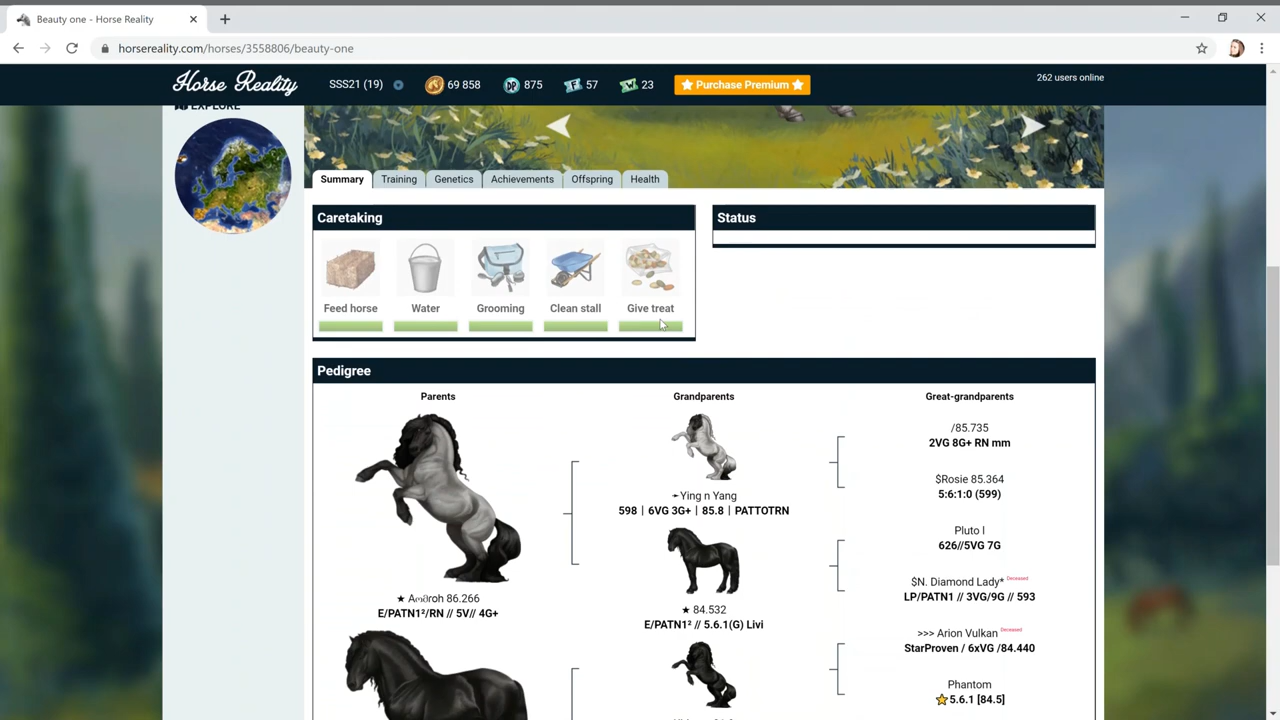 Beauty one - Horse Reality
horsereality.com/horses/3558806/beauty-one
Horse Reality
SSS21 (19)
69 858
DP 875
F 57
W 23
Purchase Premium
262 users online
EXPLORE
Summary
Training
Genetics
Achievements
Offspring
Health
Caretaking
Status
Feed horse
Water
Grooming
Clean stall
Give treat
Pedigree
Parents
Grandparents
Great-grandparents
/85.735
2VG 8G+ RN mm
$Rosie 85.364
5:6:1:0 (599)
Ying n Yang
598 | 6VG 3G+ | 85.8 | PATTOTRN
Pluto l
626//5VG 7G
$N. Diamond Lady* Deceased
LP/PATN1 // 3VG/9G // 593
86.266
E/PATN1²/RN // 5V// 4G+
★ 84.532
E/PATN1² // 5.6.1(G) Livi
>>> Arion Vulkan Deceased
StarProven / 6xVG /84.440
Phantom
5.6.1 [84.5]